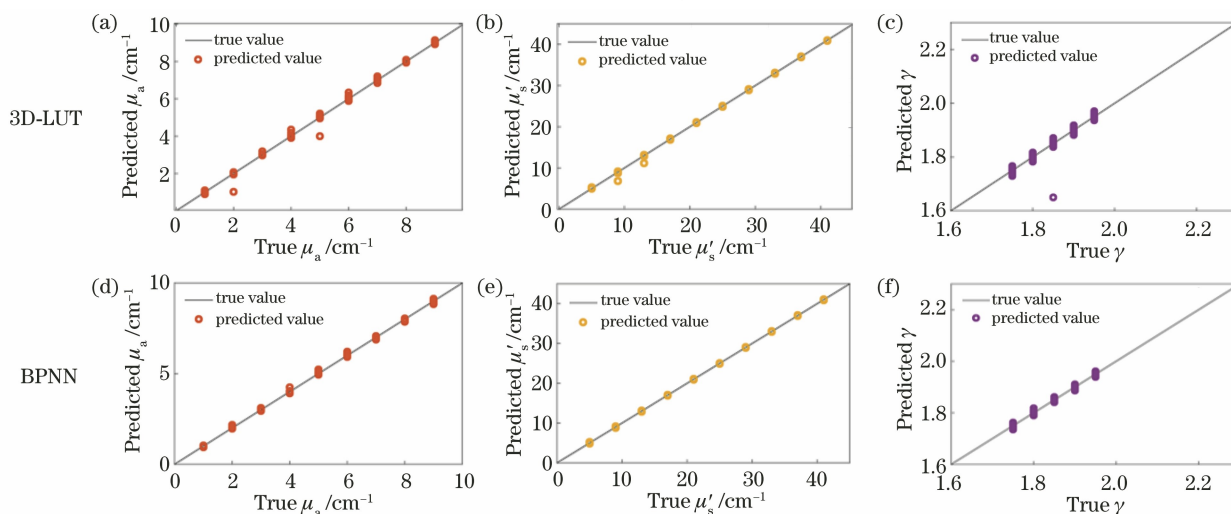 3D-LUT
(a)
Predicted μa /cm−1
10
8
6
4
2
0
true value
predicted value
0 2 4 6 8
True μa /cm−1
(b)
Predicted μ′s /cm−1
40
30
20
10
0
true value
predicted value
0 10 20 30 40
True μ′s /cm−1
(c)
Predicted γ
2.2
2.0
1.8
1.6
true value
predicted value
1.6 1.8 2.0 2.2
True γ
BPNN
(d)
Predicted μa /cm−1
10
5
0
true value
predicted value
0 2 4 6 8 10
True μa /cm−1
(e)
Predicted μ′s /cm−1
40
30
20
10
0
true value
predicted value
0 10 20 30 40
True μ′s /cm−1
(f)
Predicted γ
2.2
2.0
1.8
1.6
true value
predicted value
1.6 1.8 2.0 2.2
True γ